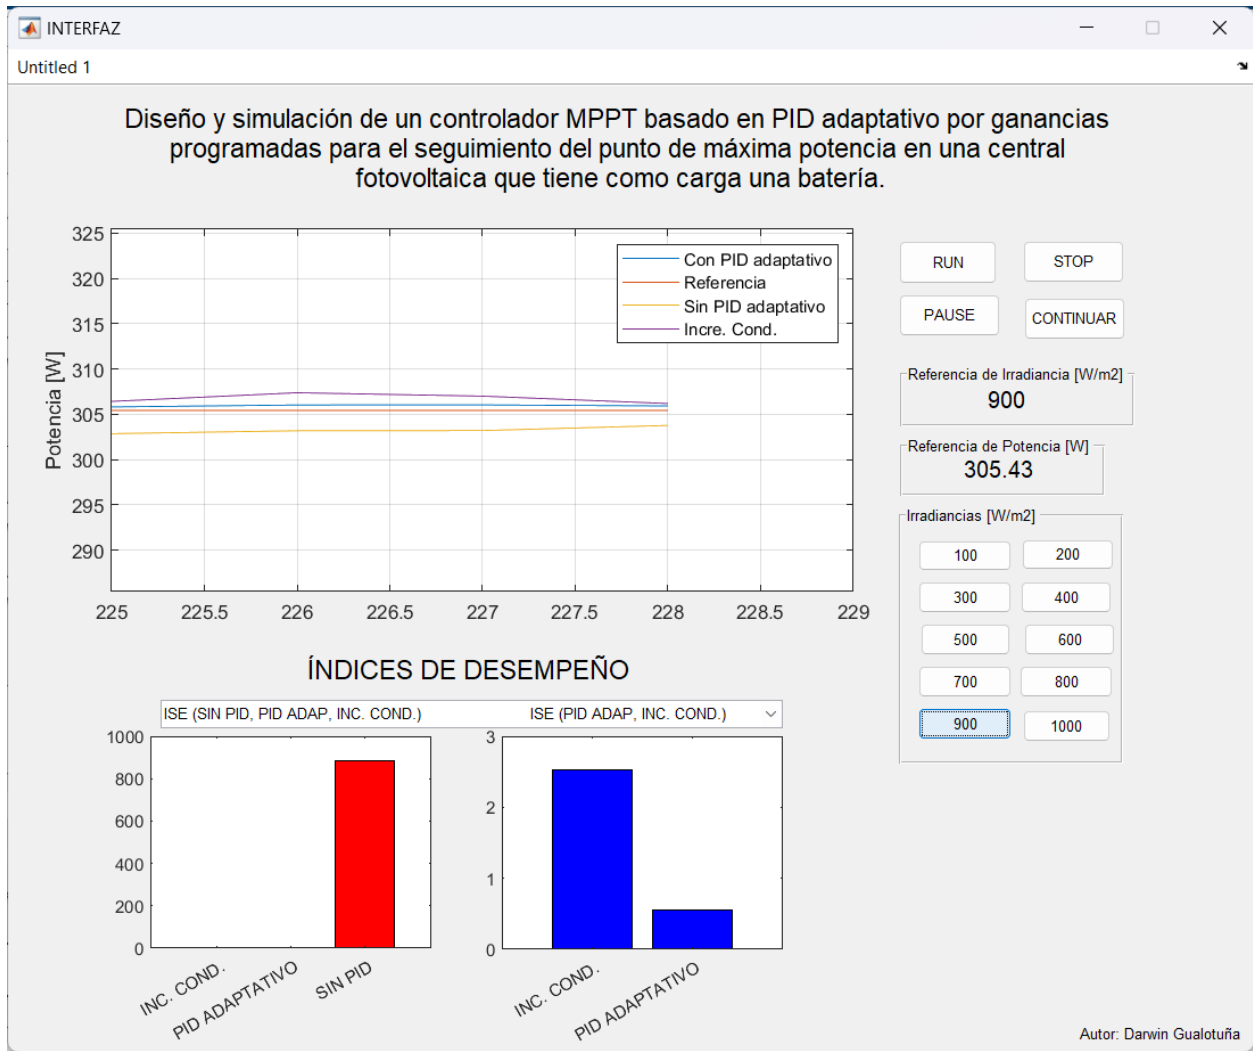 INTERFAZ
Untitled 1
Diseño y simulación de un controlador MPPT basado en PID adaptativo por ganancias
programadas para el seguimiento del punto de máxima potencia en una central
fotovoltaica que tiene como carga una batería.
325
320
315
310
305
300
295
290
Potencia [W]
225
225.5
226
226.5
227
227.5
228
228.5
229
Con PID adaptativo
Referencia
Sin PID adaptativo
Incre. Cond.
RUN
STOP
PAUSE
CONTINUAR
Referencia de Irradiancia [W/m2]
900
Referencia de Potencia [W]
305.43
Irradiancias [W/m2]
100
200
300
400
500
600
700
800
900
1000
ÍNDICES DE DESEMPEÑO
ISE (SIN PID, PID ADAP, INC. COND.)
ISE (PID ADAP, INC. COND.)
1000
800
600
400
200
0
INC. COND.
PID ADAPTATIVO
SIN PID
3
2
1
0
INC. COND.
PID ADAPTATIVO
Autor: Darwin Gualotuña